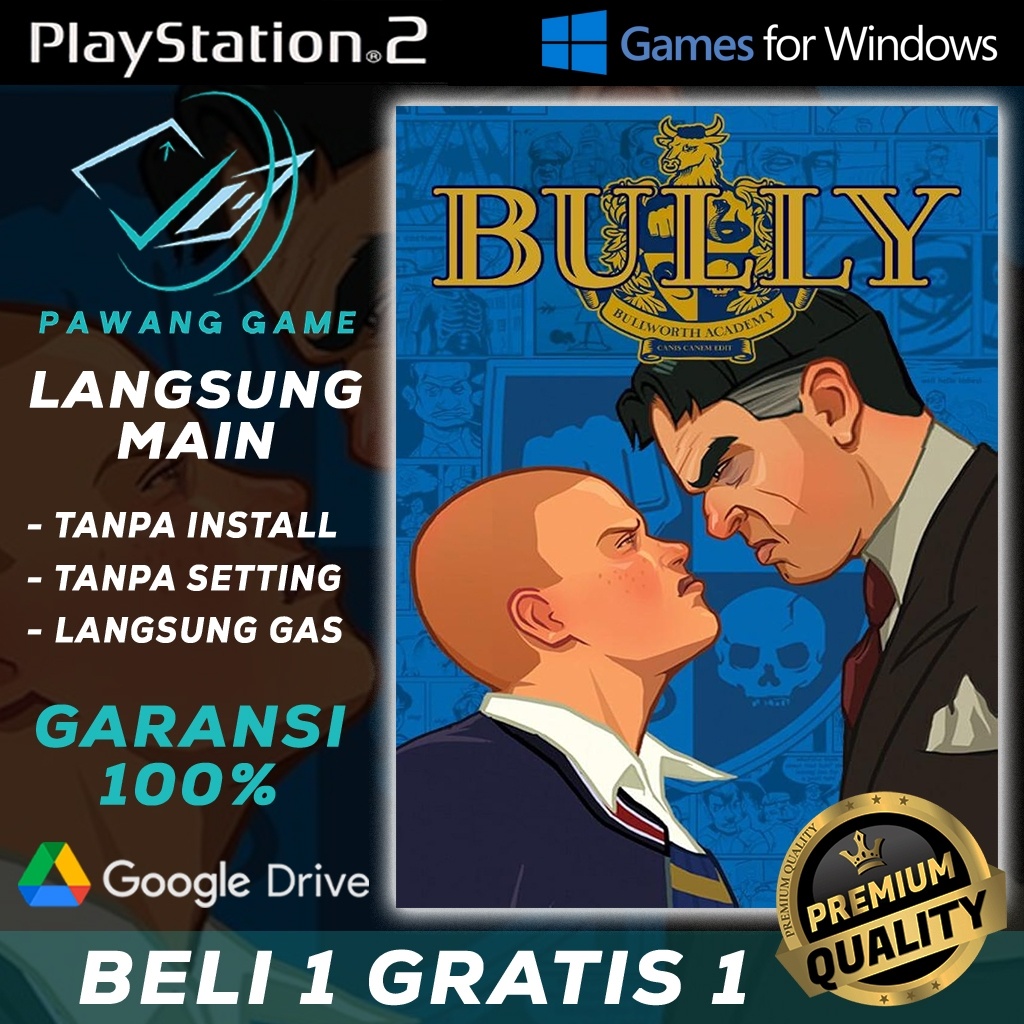 PlayStation®2
Games for Windows
PAWANG GAME
LANGSUNG
MAIN
- TANPA INSTALL
- TANPA SETTING
- LANGSUNG GAS
GARANSI
100%
Google Drive
BULLY
BULLWORTH ACADEMY
CANIS CANEM EDIT
PREMIUM QUALITY
PREMIUM
QUALITY
BELI 1 GRATIS 1